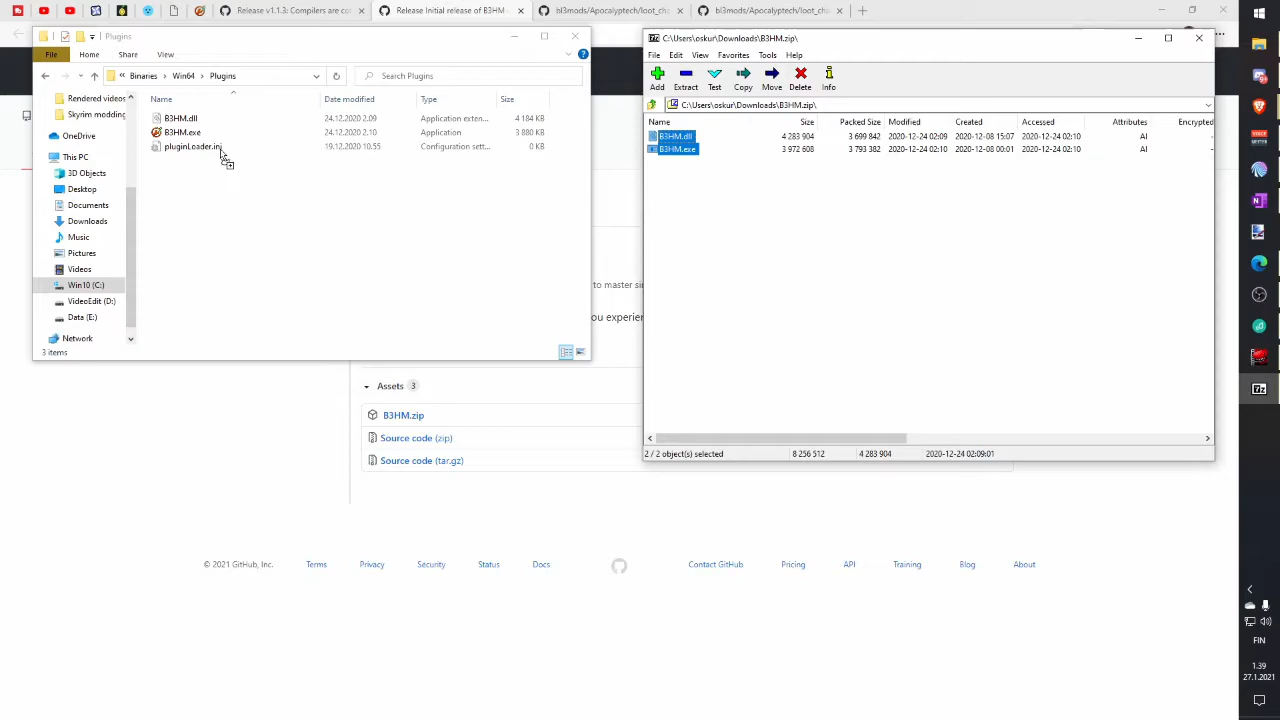 Release v1.1.3: Compilers are co
Release Initial release of B3HM
bl3mods/Apocalyptech/loot_cha
bl3mods/Apocalyptech/loot_cha
Plugins
File
Home
Share
View
Binaries
Win64
Plugins
Search Plugins
Rendered videos
Skyrim modding
OneDrive
This PC
3D Objects
Desktop
Documents
Downloads
Music
Pictures
Videos
Win10 (C:)
VideoEdit (D:)
Data (E:)
Network
3 items
Name Date modified Type Size
B3HM.dll 24.12.2020 2.09 Application exten... 4 184 KB
B3HM.exe 24.12.2020 2.10 Application 3 880 KB
pluginLoader.ini 19.12.2020 10.55 Configuration sett... 0 KB
C:\Users\oskur\Downloads\B3HM.zip\
File Edit View Favorites Tools Help
Add Extract Test Copy Move Delete Info
C:\Users\oskur\Downloads\B3HM.zip\
Name Size Packed Size Modified Created Accessed Attributes Encrypted
B3HM.dll 4 283 904 3 699 842 2020-12-24 02:09 2020-12-08 15:07 2020-12-24 02:10 AI -
B3HM.exe 3 972 608 3 793 382 2020-12-24 02:10 2020-12-08 00:01 2020-12-24 02:10 AI -
2 / 2 object(s) selected 8 256 512 4 283 904 2020-12-24 02:09:01
to master si
ou experien
Assets 3
B3HM.zip
Source code (zip)
Source code (tar.gz)
© 2021 GitHub, Inc. Terms Privacy Security Status Docs Contact GitHub Pricing API Training Blog About
FIN
1.39
27.1.2021